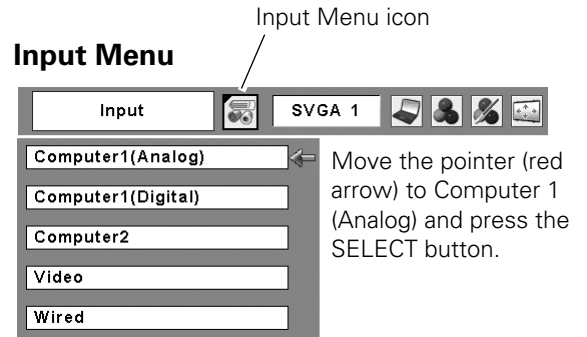 Input Menu icon
Input Menu
Input
SVGA 1
Computer1(Analog)
Computer1(Digital)
Computer2
Video
Wired
Move the pointer (red
arrow) to Computer 1
(Analog) and press the
SELECT button.